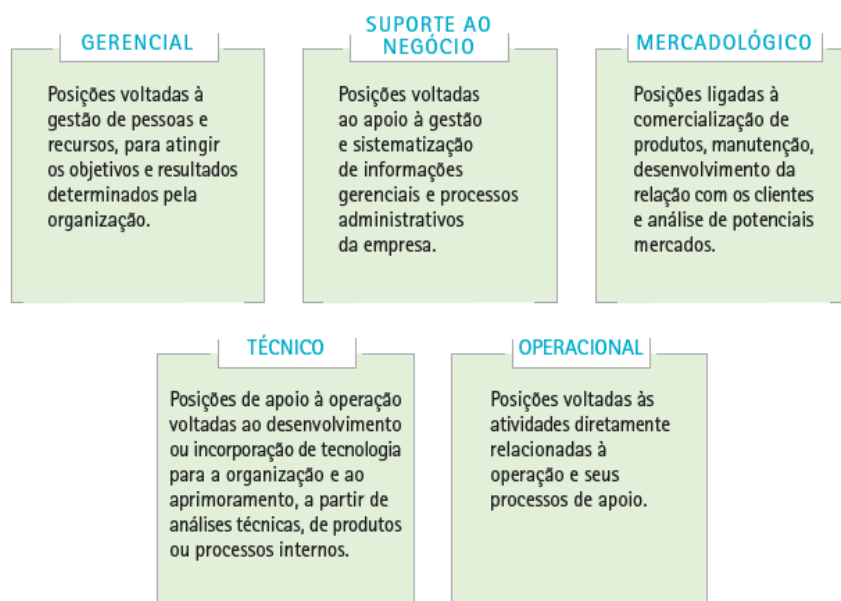 GERENCIAL
Posições voltadas à
gestão de pessoas e
recursos, para atingir
os objetivos e resultados
determinados pela
organização.
SUPORTE AO
NEGÓCIO
Posições voltadas
ao apoio à gestão
e sistematização
de informações
gerenciais e processos
administrativos
da empresa.
MERCADOLÓGICO
Posições ligadas à
comercialização de
produtos, manutenção,
desenvolvimento da
relação com os clientes
e análise de potenciais
mercados.
TÉCNICO
Posições de apoio à operação
voltadas ao desenvolvimento
ou incorporação de tecnologia
para a organização e ao
aprimoramento, a partir de
análises técnicas, de produtos
ou processos internos.
OPERACIONAL
Posições voltadas às
atividades diretamente
relacionadas à
operação e seus
processos de apoio.